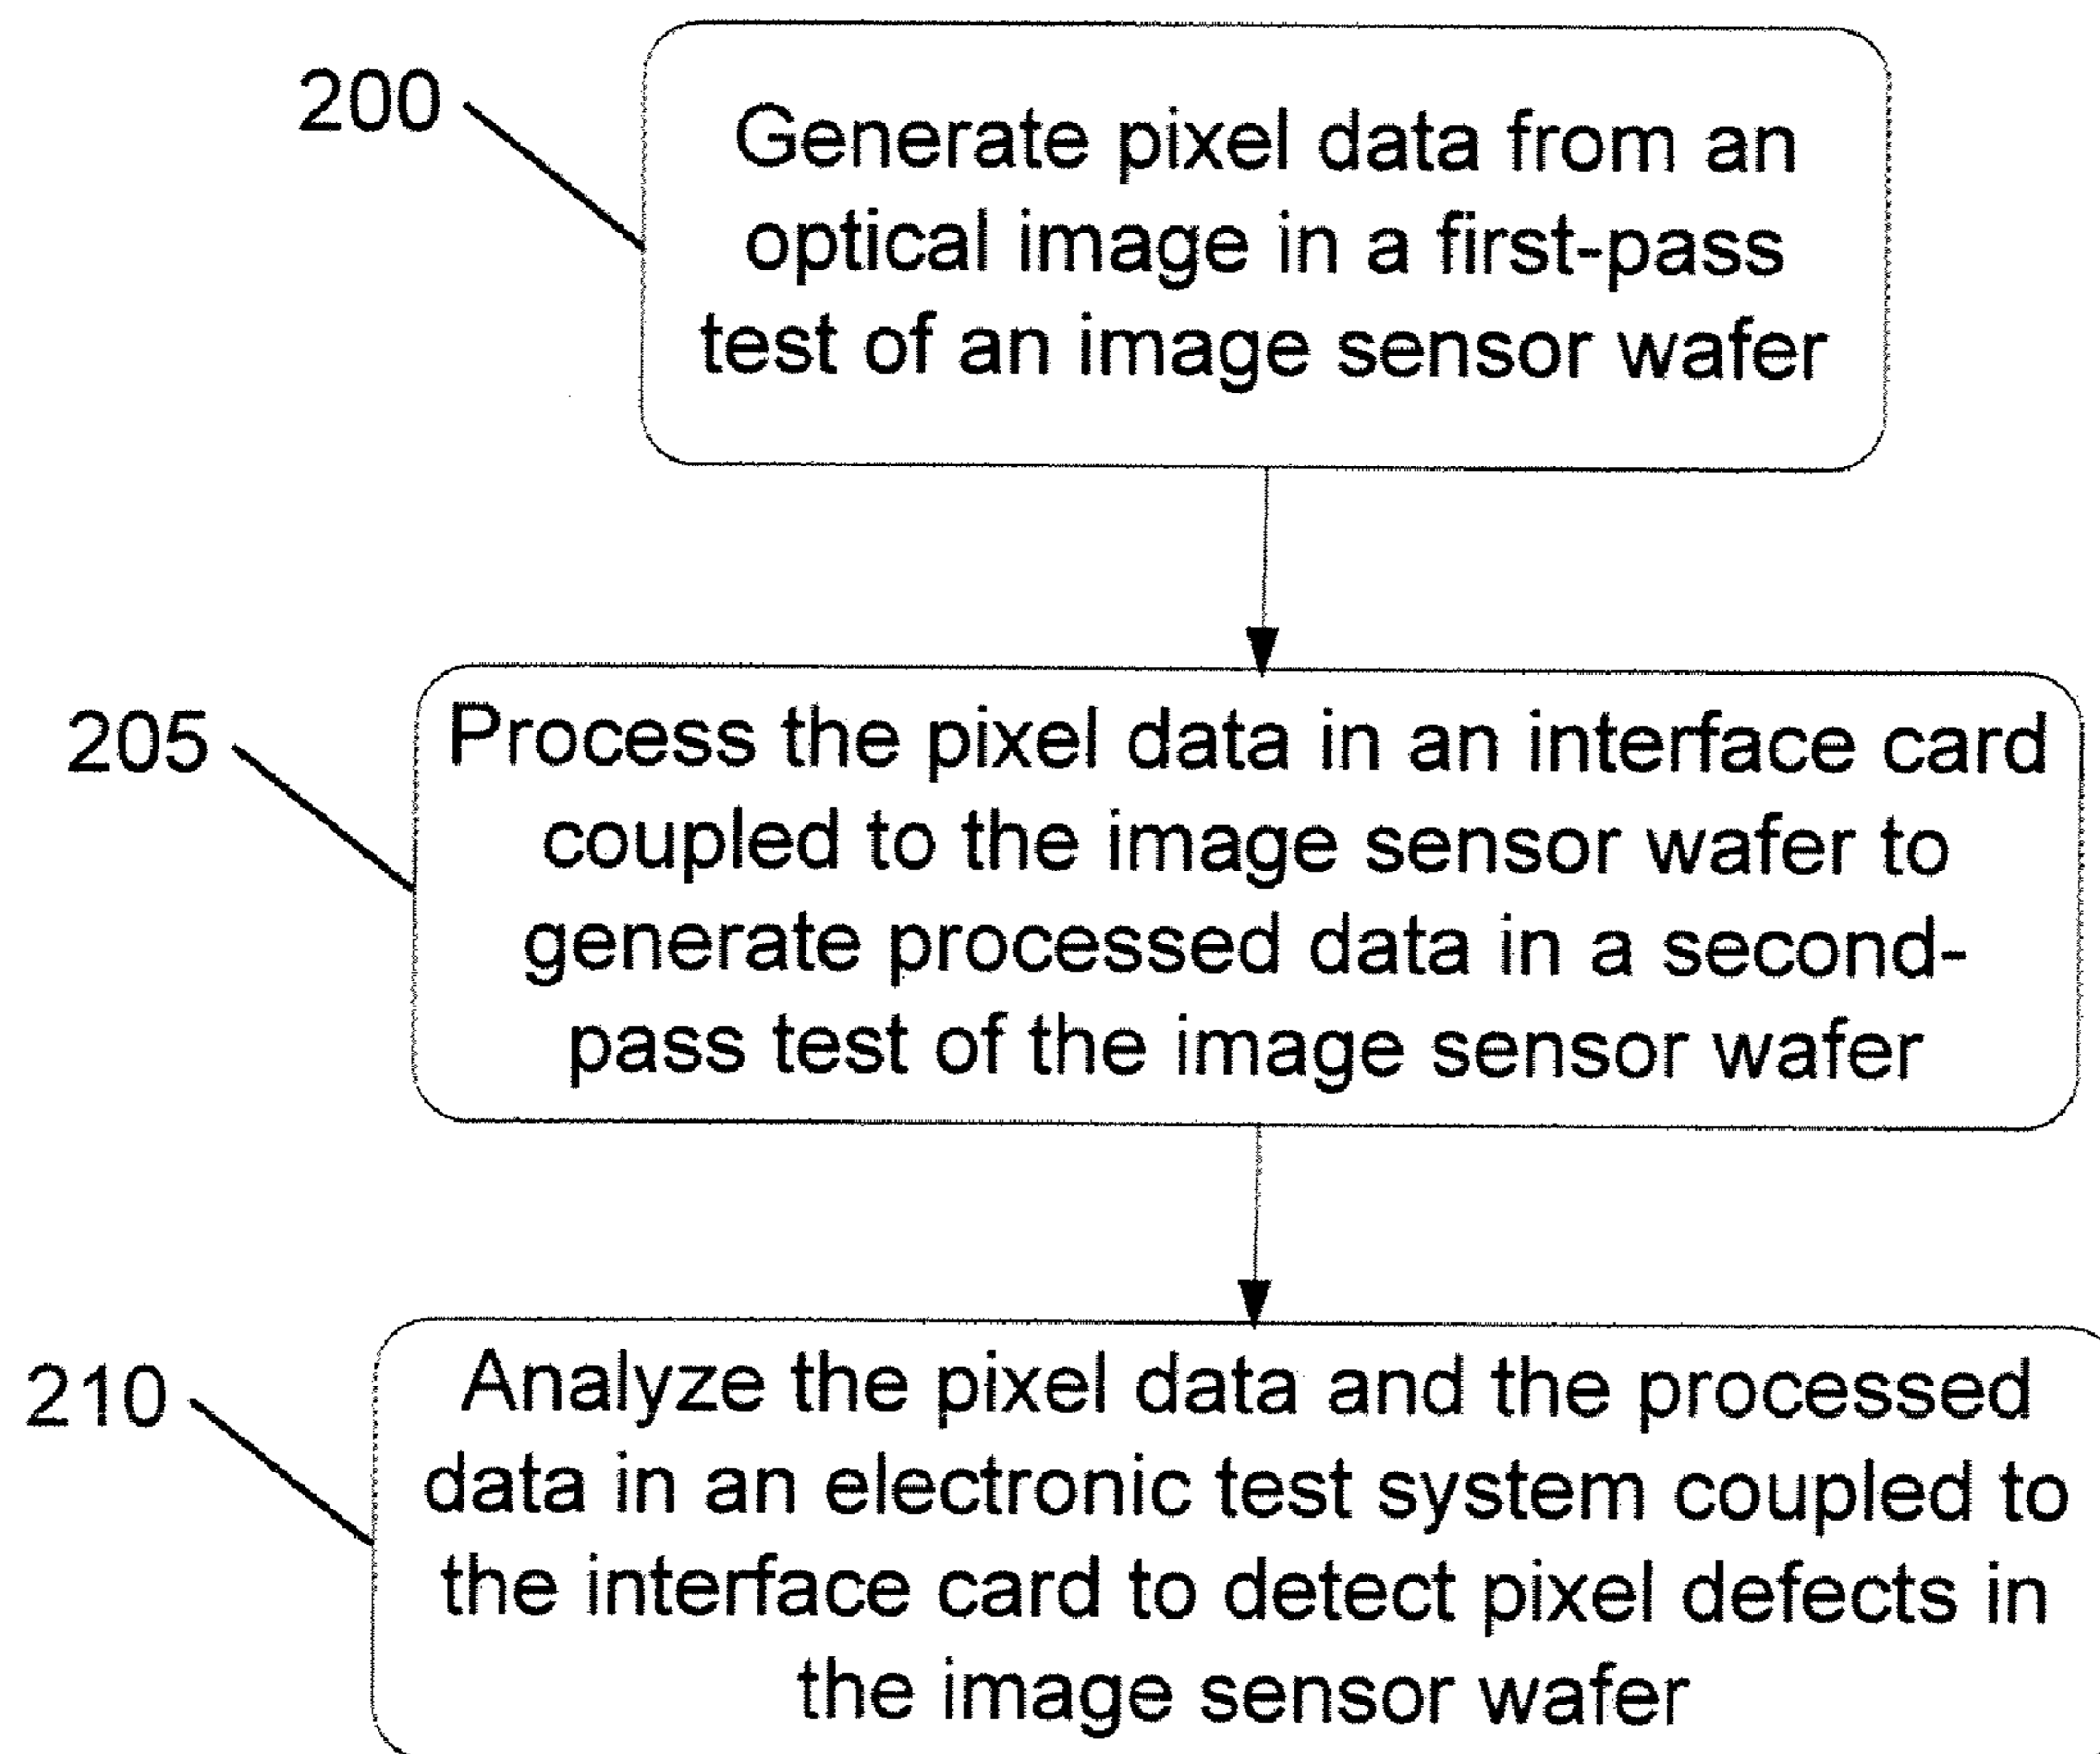 200
Generate pixel data from an
optical image in a first-pass
test of an image sensor wafer
205
Process the pixel data in an interface card
coupled to the image sensor wafer to
generate processed data in a second-
pass test of the image sensor wafer
210
Analyze the pixel data and the processed
data in an electronic test system coupled to
the interface card to detect pixel defects in
the image sensor wafer